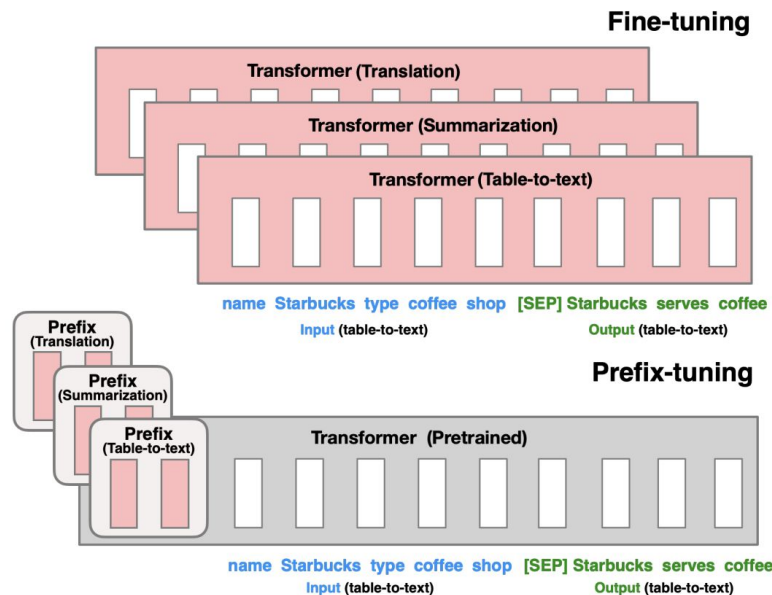 Fine-tuning
Transformer (Translation)
Transformer (Summarization)
Transformer (Table-to-text)
name Starbucks type coffee shop [SEP] Starbucks serves coffee
Input (table-to-text) Output (table-to-text)
Prefix
(Translation)
Prefix-tuning
Prefix
(Summarization)
Prefix
(Table-to-text)
Transformer (Pretrained)
name Starbucks type coffee shop [SEP] Starbucks serves coffee
Input (table-to-text) Output (table-to-text)